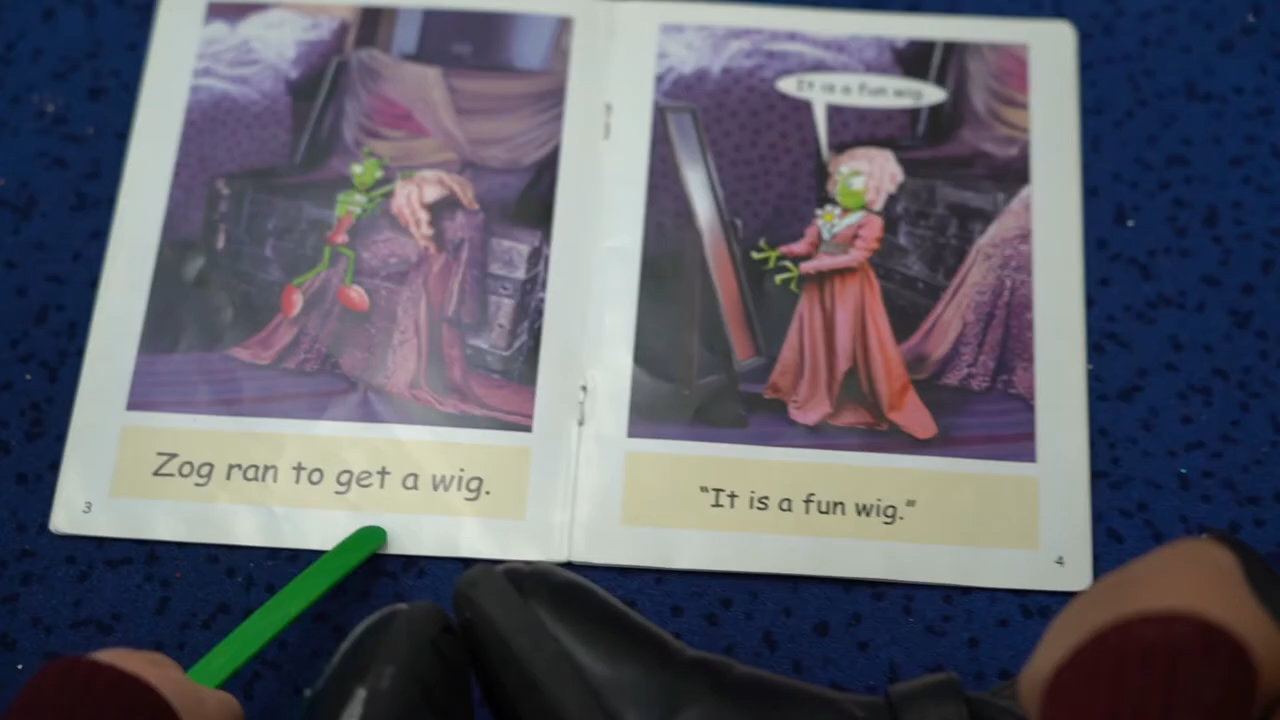 It is a fun wig.
Zog ran to get a wig.
"It is a fun wig."
3
4